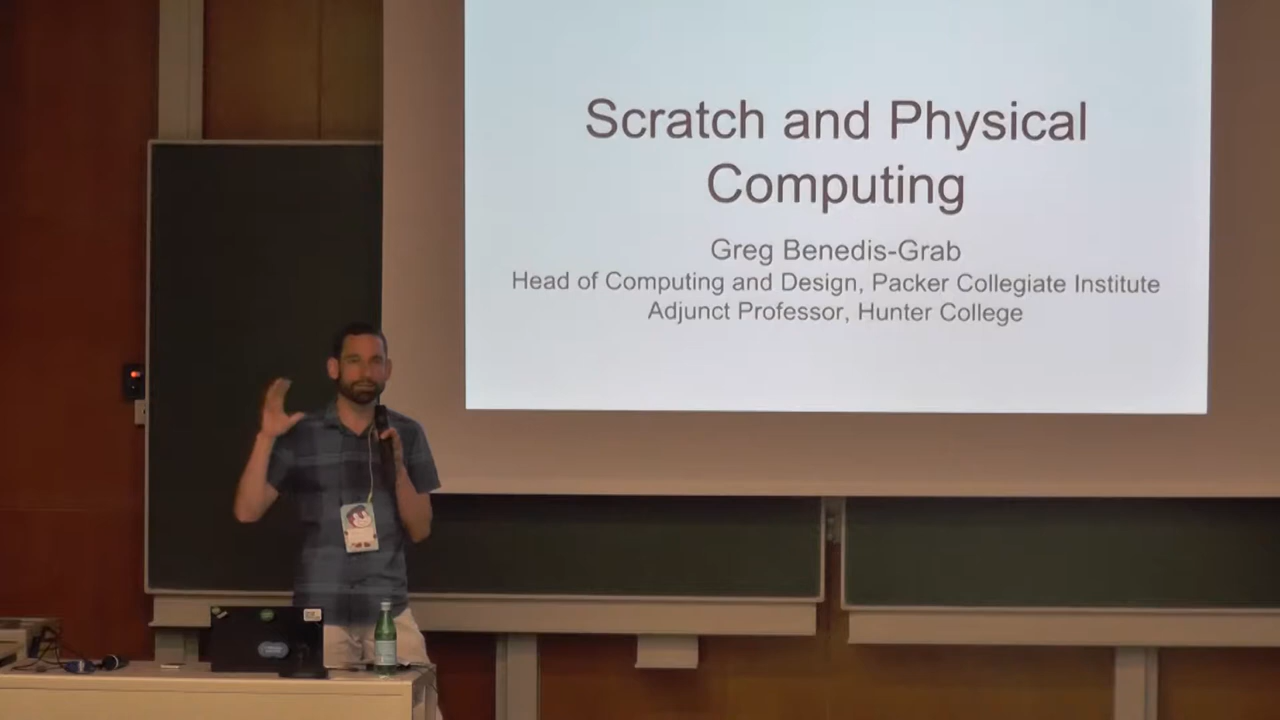 Scratch and Physical
Computing
Greg Benedis-Grab
Head of Computing and Design, Packer Collegiate Institute
Adjunct Professor, Hunter College